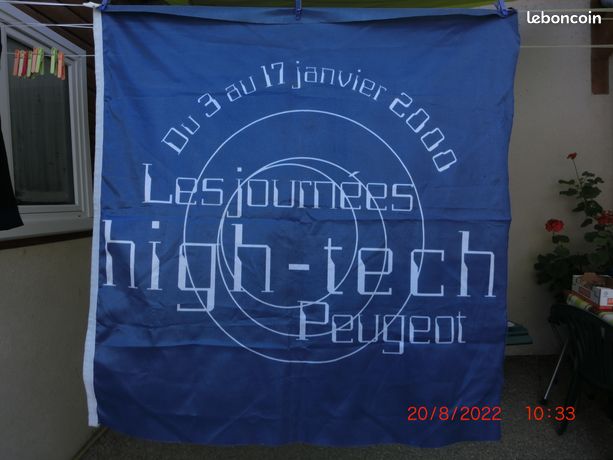 leboncoin
Du 3 au 17 janvier 2000
Les journées
high-tech
Peugeot
20/8/2022 10:33